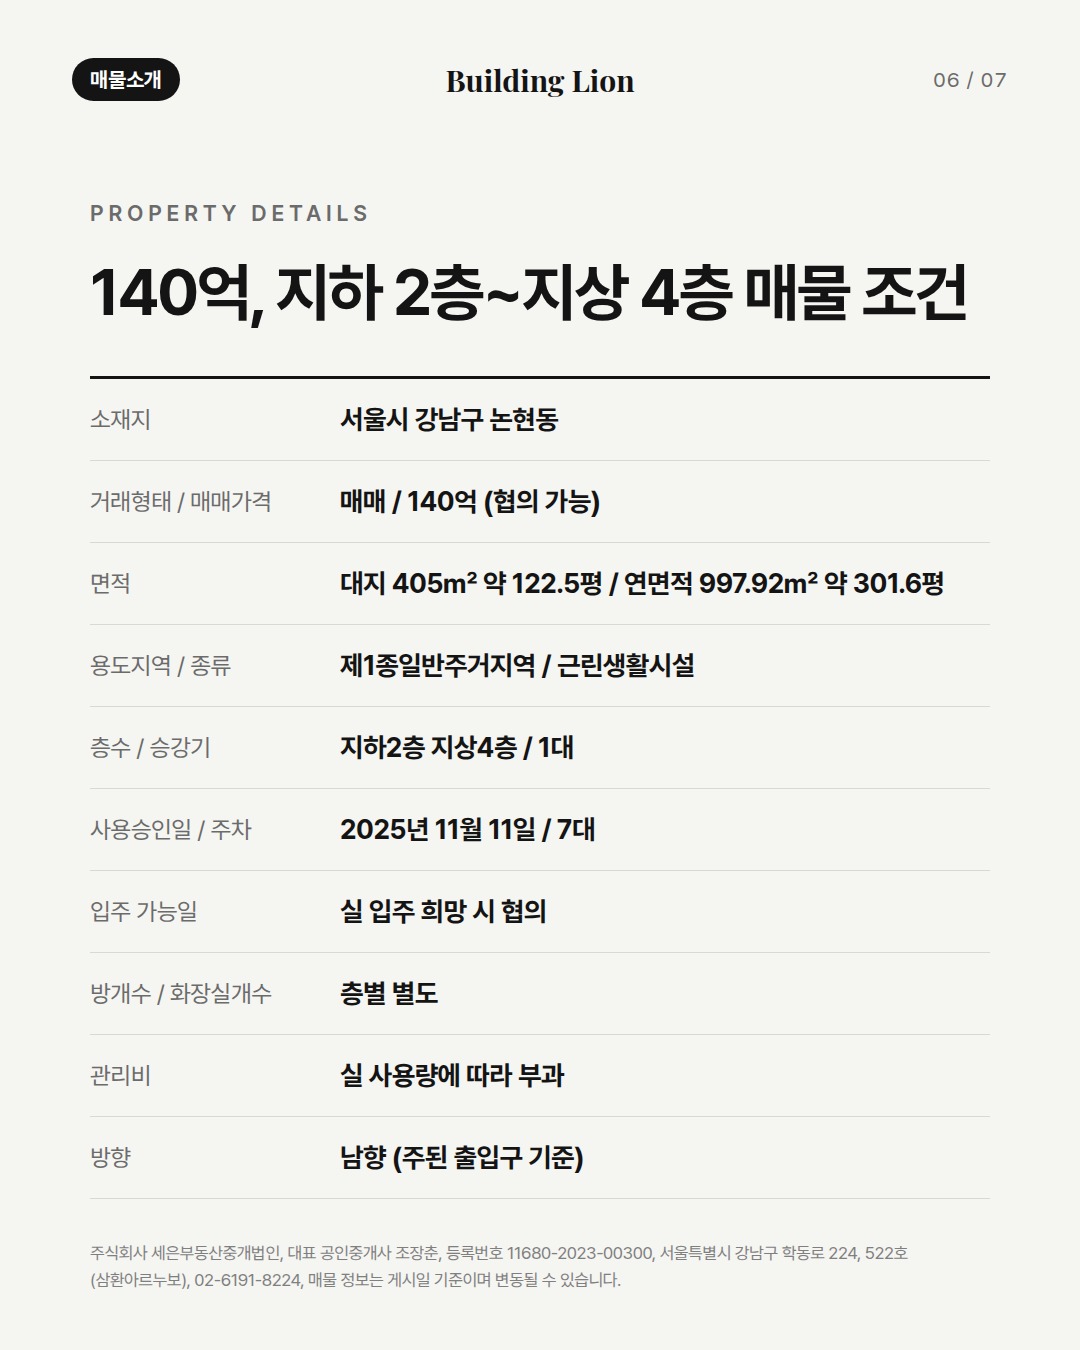 매물소개
Building Lion
06 / 07
PROPERTY DETAILS
140억, 지하 2층~지상 4층 매물 조건
소재지 서울시 강남구 논현동
거래형태 / 매매가격 매매 / 140억 (협의 가능)
면적 대지 405m² 약 122.5평 / 연면적 997.92m² 약 301.6평
용도지역 / 종류 제1종일반주거지역 / 근린생활시설
층수 / 승강기 지하2층 지상4층 / 1대
사용승인일 / 주차 2025년 11월 11일 / 7대
입주 가능일 실 입주 희망 시 협의
방개수 / 화장실개수 층별 별도
관리비 실 사용량에 따라 부과
방향 남향 (주된 출입구 기준)
주식회사 세은부동산중개법인, 대표 공인중개사 조장춘, 등록번호 11680-2023-00300, 서울특별시 강남구 학동로 224, 522호
(삼환아르누보), 02-6191-8224, 매물 정보는 게시일 기준이며 변동될 수 있습니다.